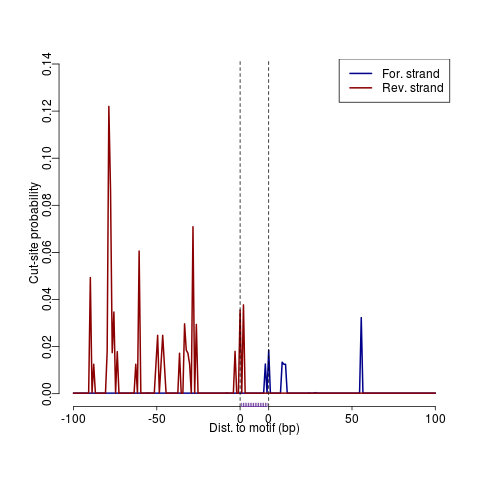 For. strand
Rev. strand
Cut-site probability
0.14
0.12
0.10
0.08
0.06
0.04
0.02
0.00
-100 -50 0 0 50 100
Dist. to motif (bp)